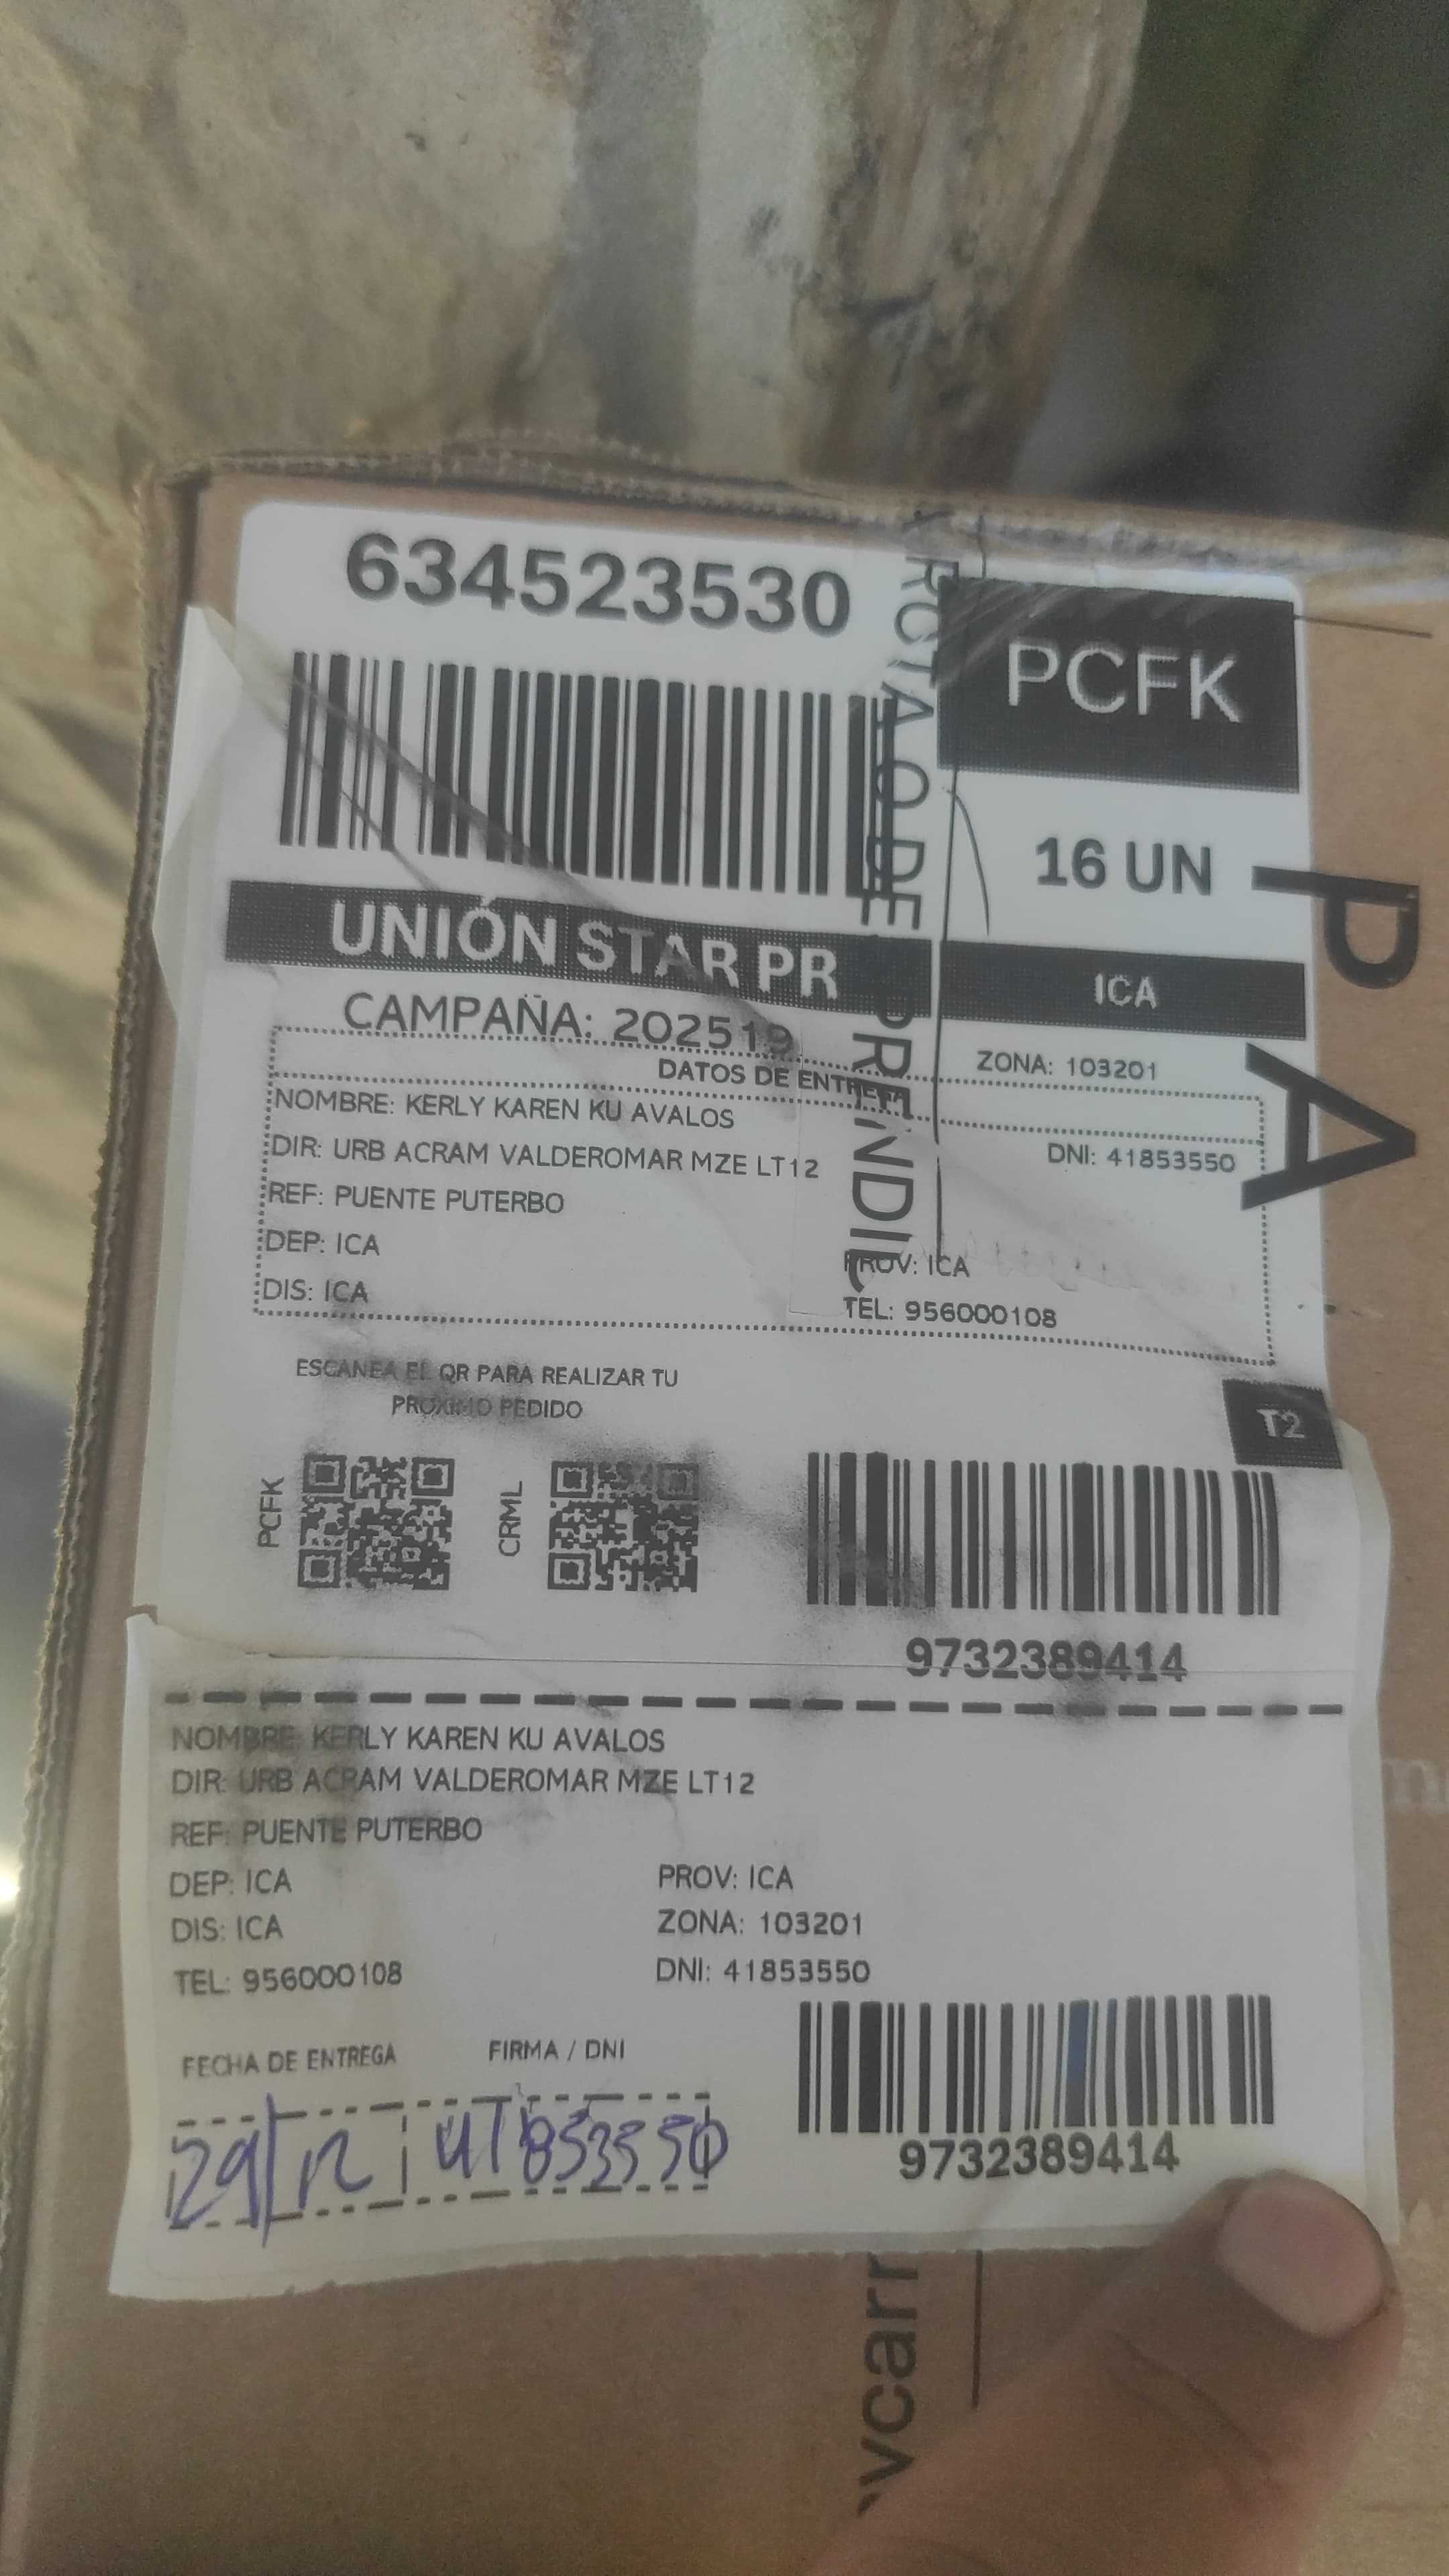 634523530
PCFK
16 UN
UNIÓN STAR PR
ICA
CAMPAÑA: 202519
ZONA: 103201
DATOS DE ENTREGA
NOMBRE: KERLY KAREN KU AVALOS
DNI: 41853550
DIR: URB ACRAM VALDEROMAR MZE LT12
REF: PUENTE PUTERBO
DEP: ICA
PROV: ICA
DIS: ICA
TEL: 956000108
ESCANEA EL QR PARA REALIZAR TU
PROXIMO PEDIDO
T2
PCFK
CRML
9732389414
NOMBRE: KERLY KAREN KU AVALOS
DIR: URB ACRAM VALDEROMAR MZE LT12
REF: PUENTE PUTERBO
DEP: ICA
PROV: ICA
DIS: ICA
ZONA: 103201
TEL: 956000108
DNI: 41853550
FECHA DE ENTREGA
FIRMA / DNI
29/12
41853550
9732389414
PA